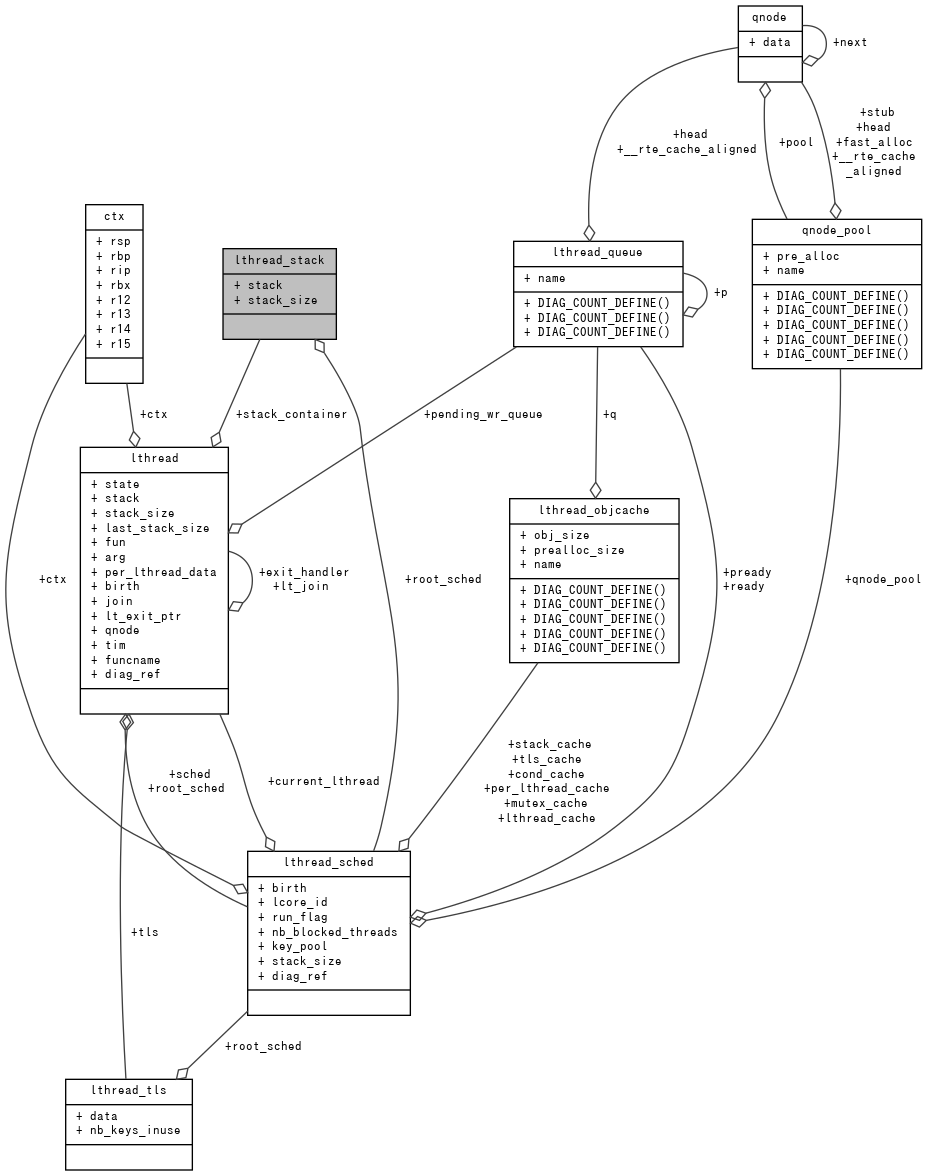 qnode
+ data
+next
+stub
+head
+fast_alloc
+__rte_cache
_aligned
+pool
+head
+__rte_cache_aligned
ctx
+ rsp
+ rbp
+ rip
+ rbx
+ r12
+ r13
+ r14
+ r15
lthread_stack
+ stack
+ stack_size
lthread_queue
+ name
+ DIAG_COUNT_DEFINE()
+ DIAG_COUNT_DEFINE()
+ DIAG_COUNT_DEFINE()
+p
qnode_pool
+ pre_alloc
+ name
+ DIAG_COUNT_DEFINE()
+ DIAG_COUNT_DEFINE()
+ DIAG_COUNT_DEFINE()
+ DIAG_COUNT_DEFINE()
+ DIAG_COUNT_DEFINE()
+ctx
+stack_container
+pending_wr_queue
+q
lthread
+ state
+ stack
+ stack_size
+ last_stack_size
+ fun
+ arg
+ per_lthread_data
+ birth
+ join
+ lt_exit_ptr
+ qnode
+ tim
+ funcname
+ diag_ref
lthread_objcache
+ obj_size
+ prealloc_size
+ name
+ DIAG_COUNT_DEFINE()
+ DIAG_COUNT_DEFINE()
+ DIAG_COUNT_DEFINE()
+ DIAG_COUNT_DEFINE()
+ DIAG_COUNT_DEFINE()
+ctx
+exit_handler
+lt_join
+root_sched
+pready
+ready
+qnode_pool
+sched
+root_sched
+current_lthread
+stack_cache
+tls_cache
+cond_cache
+per_lthread_cache
+mutex_cache
+lthread_cache
lthread_sched
+ birth
+ lcore_id
+ run_flag
+ nb_blocked_threads
+ key_pool
+ stack_size
+ diag_ref
+tls
+root_sched
lthread_tls
+ data
+ nb_keys_inuse